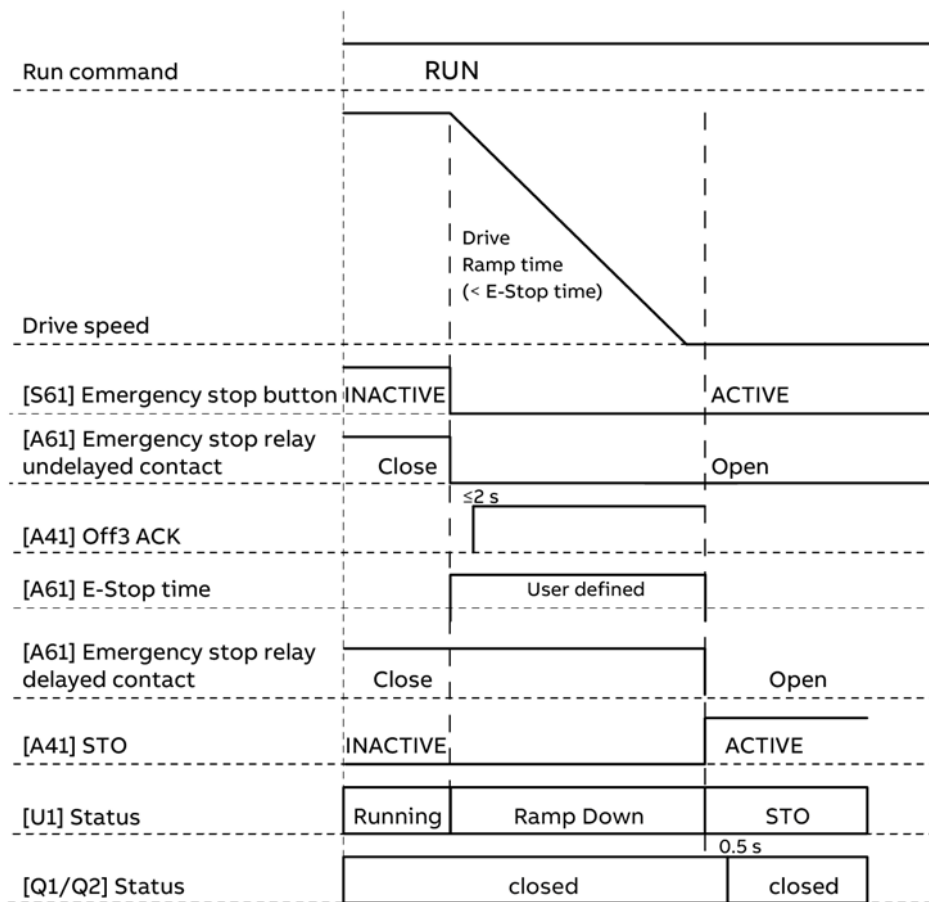 Run command RUN
Drive
Ramp time
(< E-Stop time)
Drive speed
[S61] Emergency stop button INACTIVE ACTIVE
[A61] Emergency stop relay
undelayed contact Close Open
≤2 s
[A41] Off3 ACK
[A61] E-Stop time User defined
[A61] Emergency stop relay
delayed contact Close Open
[A41] STO INACTIVE ACTIVE
[U1] Status Running Ramp Down STO
0.5 s
[Q1/Q2] Status closed closed